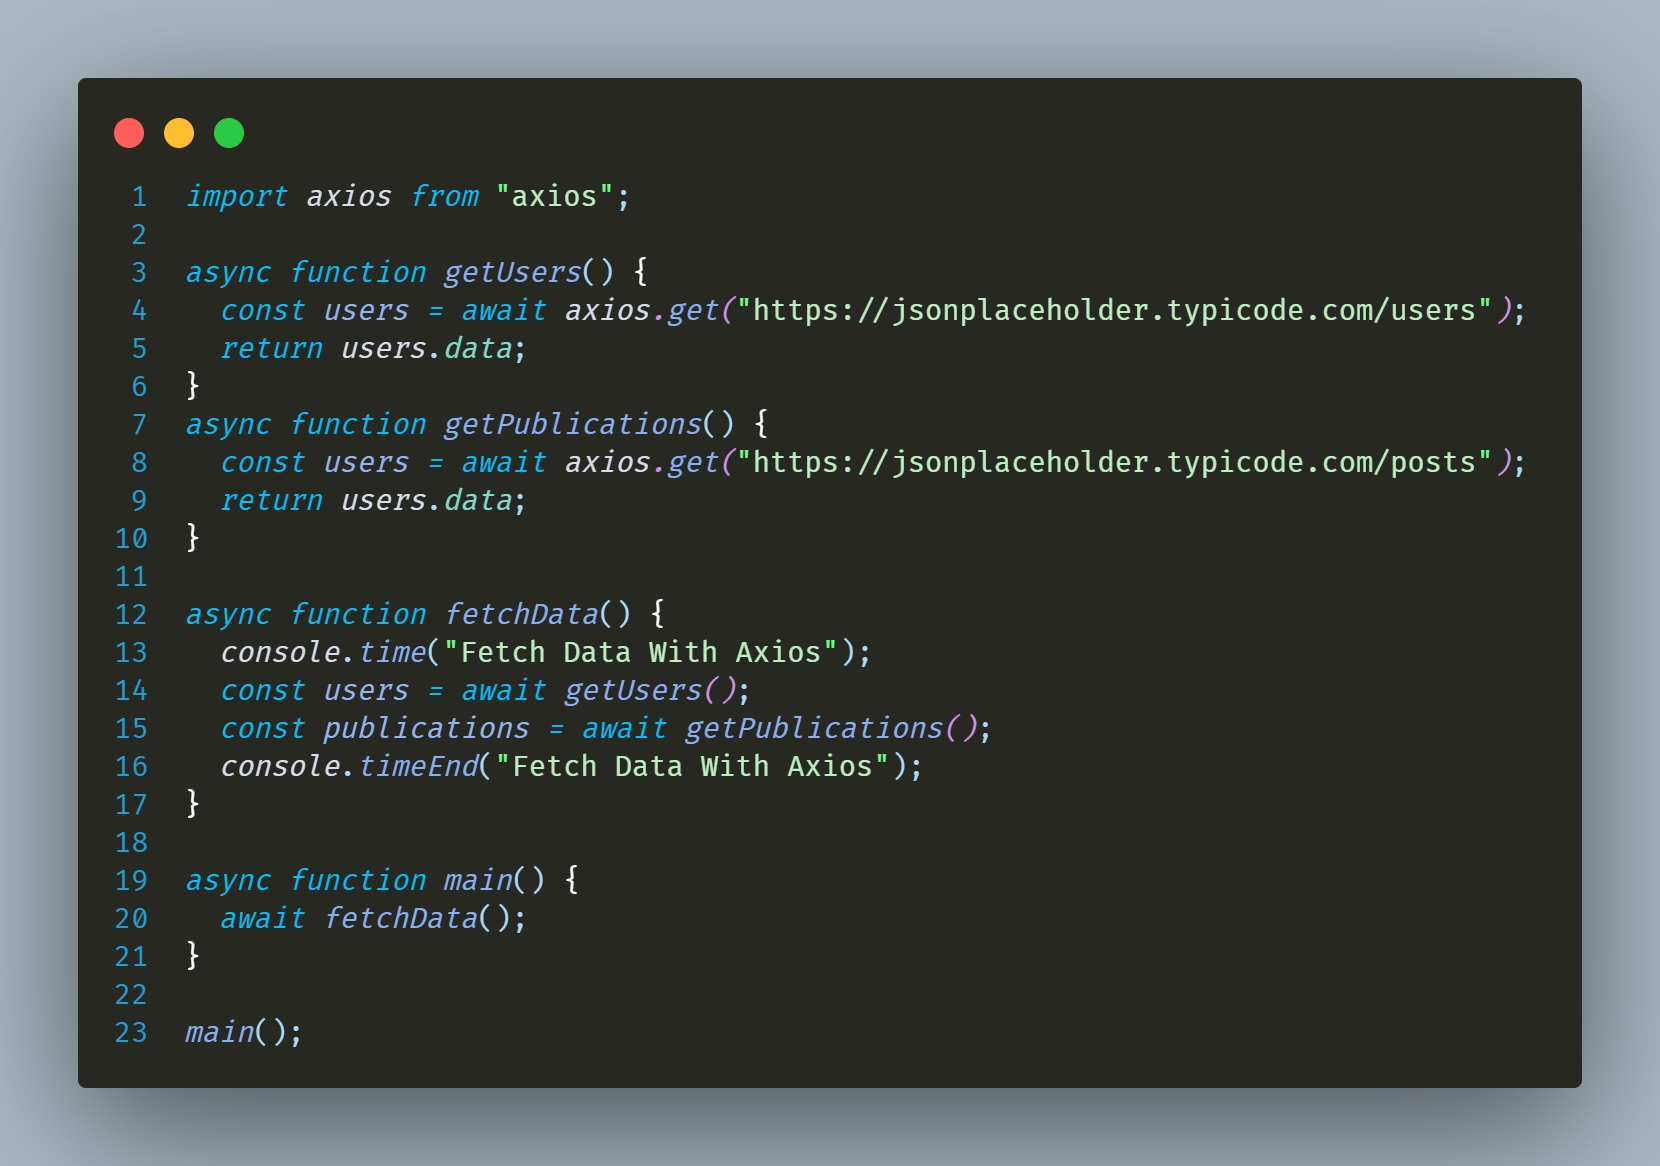 1 import axios from "axios";
2
3 async function getUsers() {
4   const users = await axios.get("https://jsonplaceholder.typicode.com/users");
5   return users.data;
6 }
7 async function getPublications() {
8   const users = await axios.get("https://jsonplaceholder.typicode.com/posts");
9   return users.data;
10 }
11
12 async function fetchData() {
13   console.time("Fetch Data With Axios");
14   const users = await getUsers();
15   const publications = await getPublications();
16   console.timeEnd("Fetch Data With Axios");
17 }
18
19 async function main() {
20   await fetchData();
21 }
22
23 main();